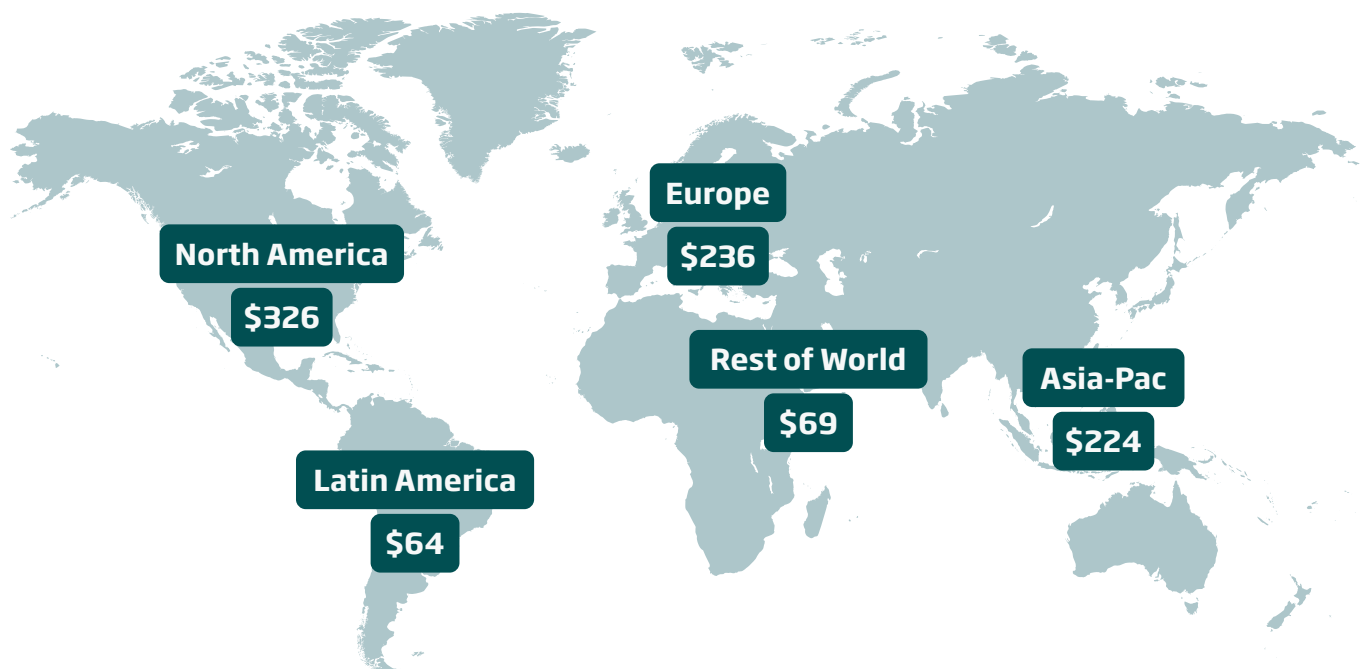 Europe
$236
North America
$326
Rest of World
$69
Asia-Pac
$224
Latin America
$64